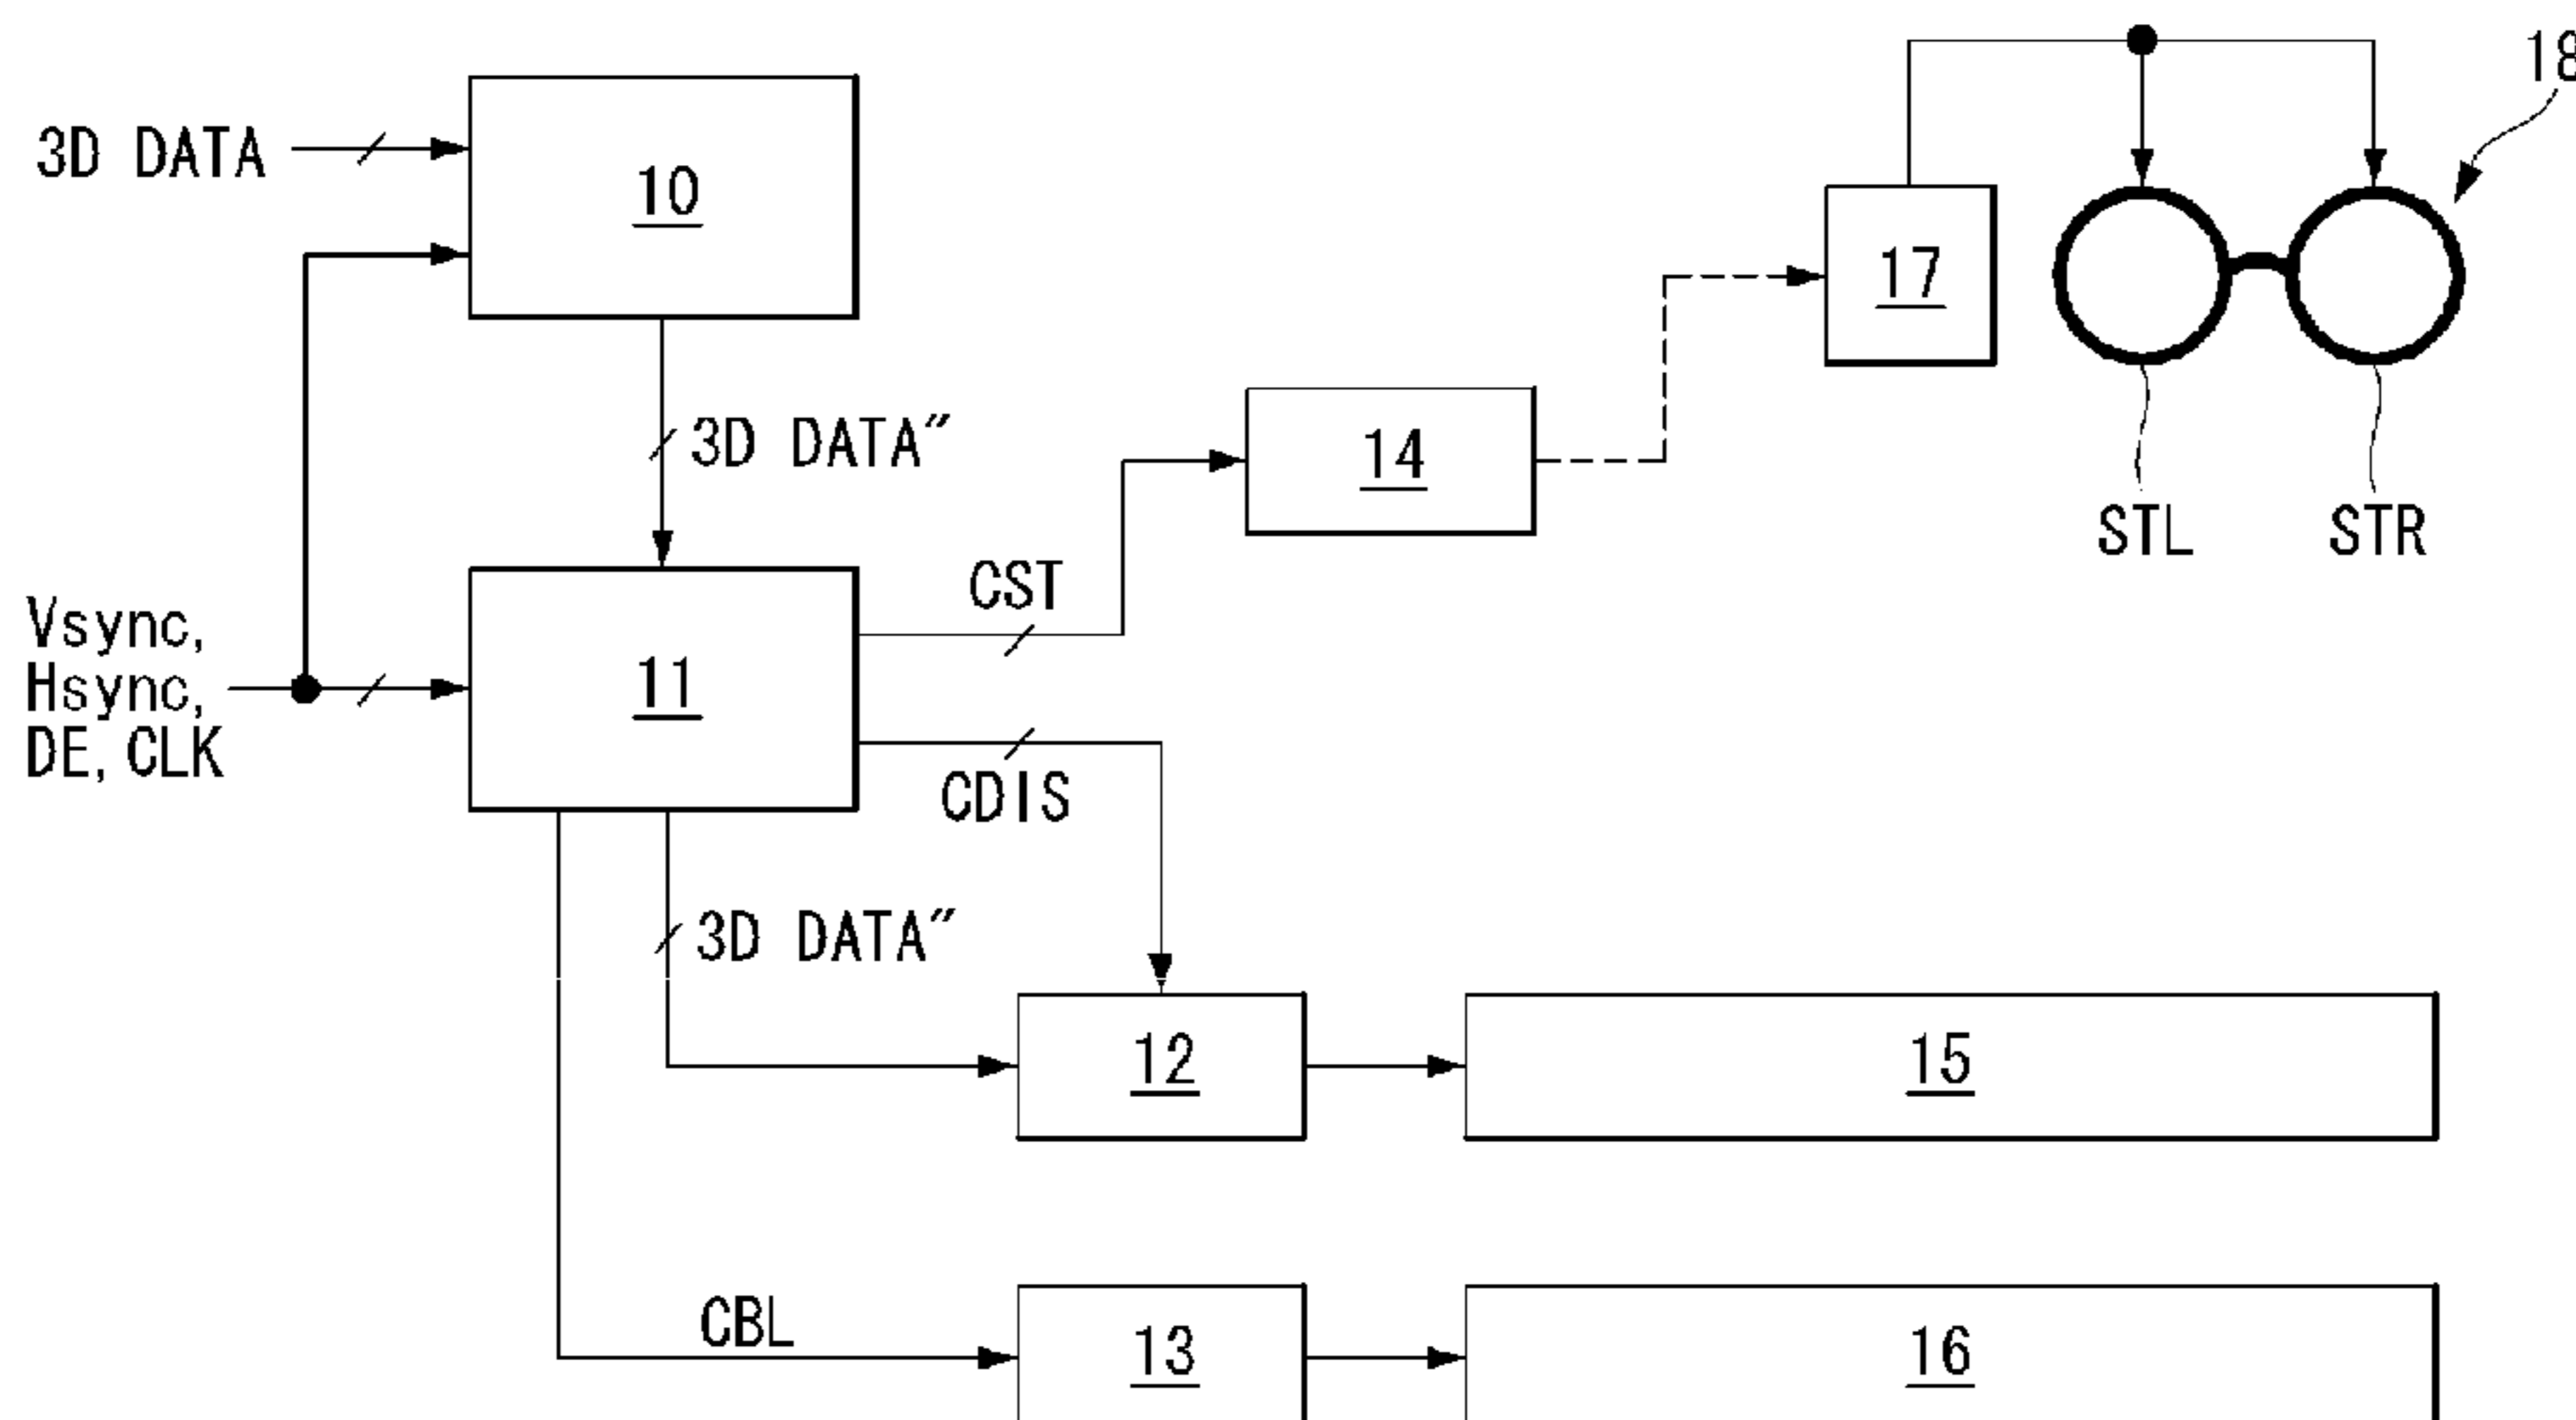 18
3D DATA
10
17
3D DATA″
14
STL
STR
CST
Vsync,
Hsync,
DE, CLK
11
CDIS
3D DATA″
12
15
CBL
13
16